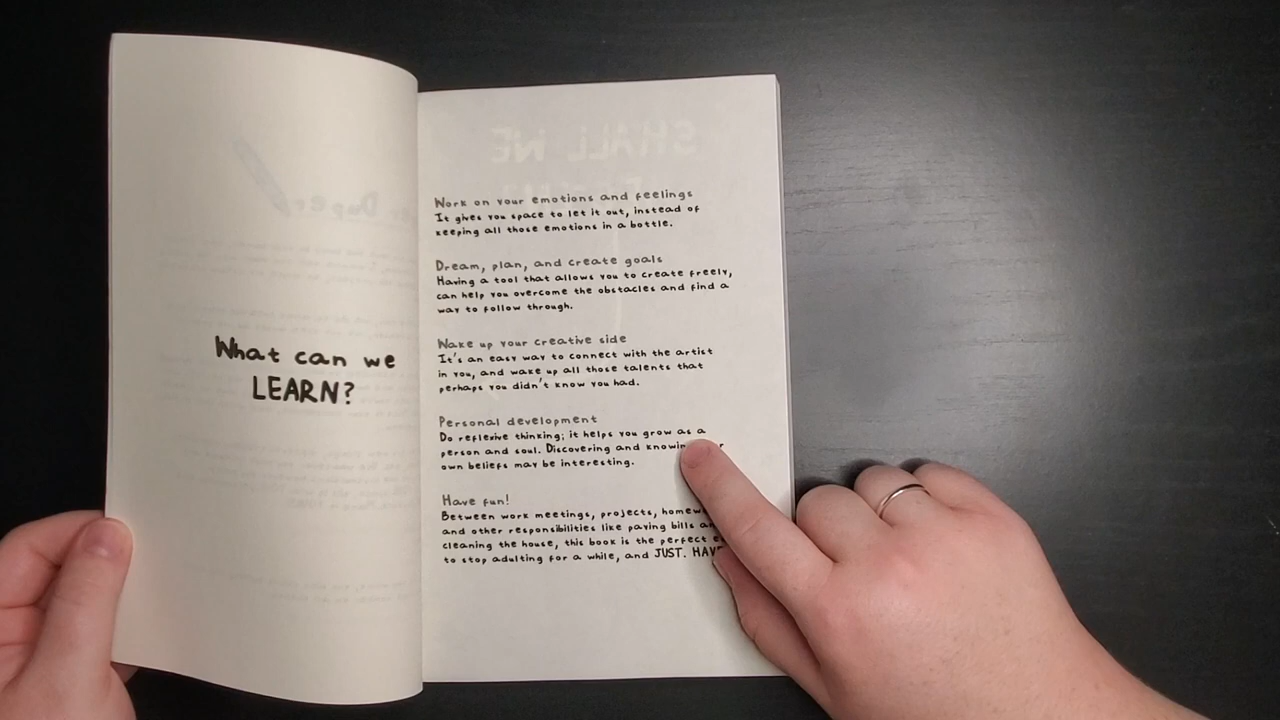 What can we
LEARN?
SHALL WE
Work on your emotions and feelings
It gives you space to let it out, instead of
keeping all those emotions in a bottle.
Dream, plan, and create goals
Having a tool that allows you to create freely,
can help you overcome the obstacles and find a
way to follow through.
Wake up your creative side
It's an easy way to connect with the artist
in you, and wake up all those talents that
perhaps you didn't know you had.
Personal development
Do reflexive thinking; it helps you grow as a
person and soul. Discovering and
own beliefs may be interesting.
Have fun!
Between work meetings, projects,
and other responsibilities like paying bills
cleaning the house, this book is the perfect
to stop adulting for a while, and JUST. HAVE